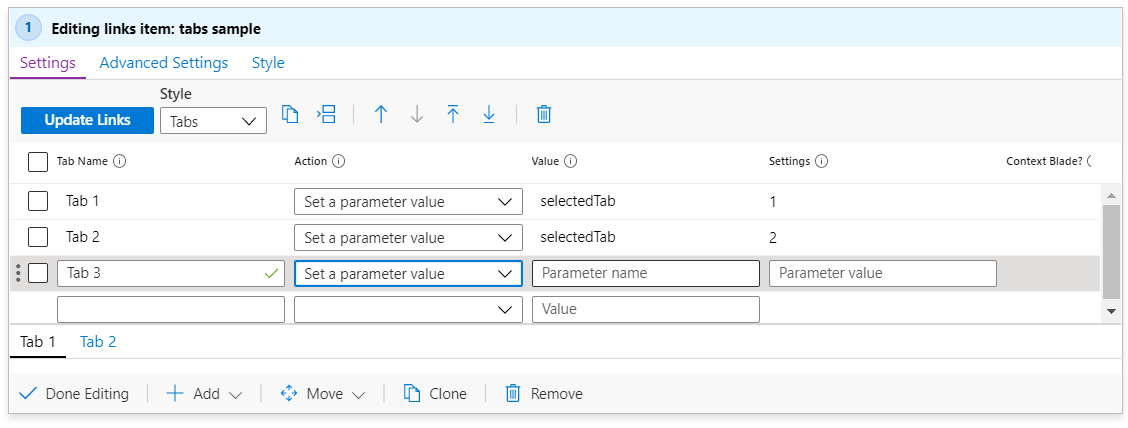 1 Editing links item: tabs sample
Settings Advanced Settings Style
Style
Update Links Tabs
Tab Name Action Value Settings Context Blade?
Tab 1 Set a parameter value selectedTab 1
Tab 2 Set a parameter value selectedTab 2
Tab 3 Set a parameter value Parameter name Parameter value
Value
Tab 1 Tab 2
Done Editing Add Move Clone Remove